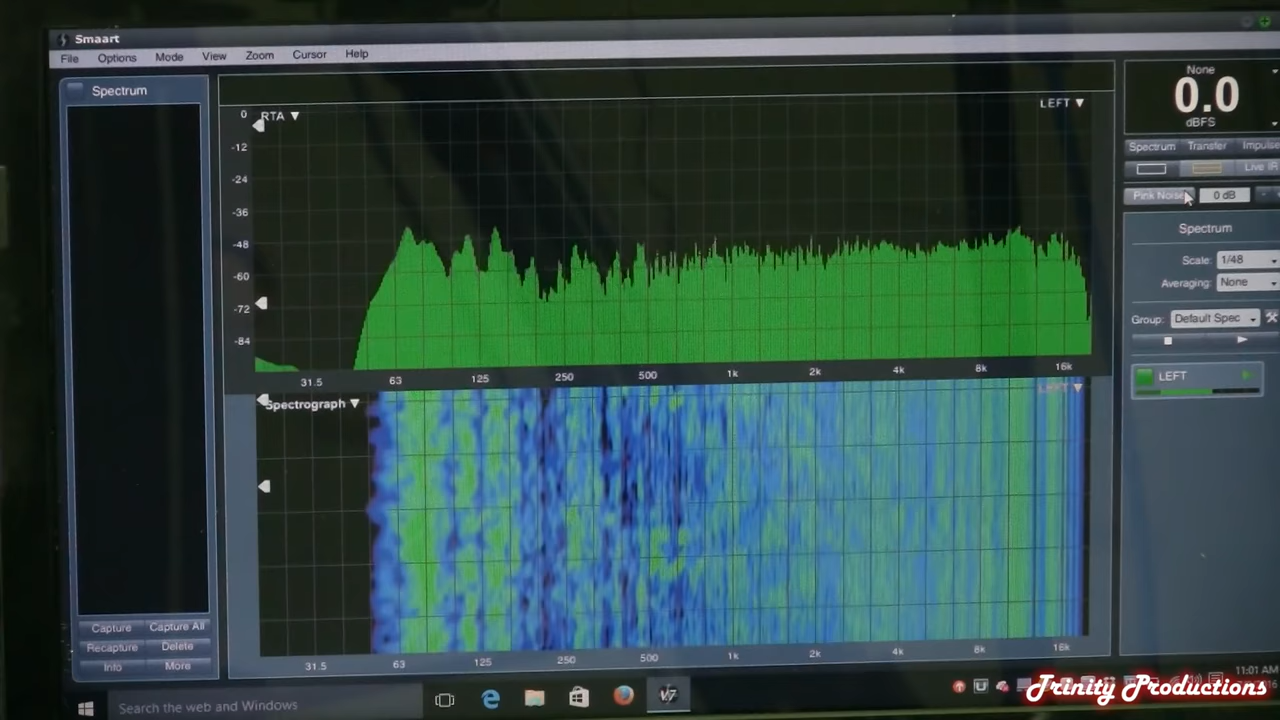 Smaart
File Options Mode View Zoom Cursor Help
Spectrum
RTA
LEFT
0
-12
-24
-36
-48
-60
-72
-84
31.5 63 125 250 500 1k 2k 4k 8k 16k
Spectrograph
LEFT
31.5 63 125 250 500 1k 2k 4k 8k 16k
Capture Capture All
Recapture Delete
Info More
None
0.0
dBFS
Spectrum Transfer Impulse
Live IR
Pink Noise 0 dB
Spectrum
Scale: 1/48
Averaging: None
Group: Default Spec
LEFT
Search the web and Windows
11:01 AM
Trinity Productions